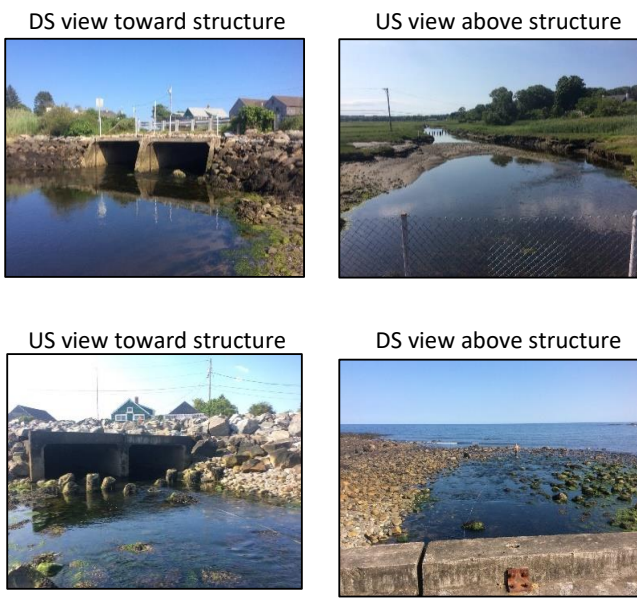 DS view toward structure
US view above structure
US view toward structure
DS view above structure